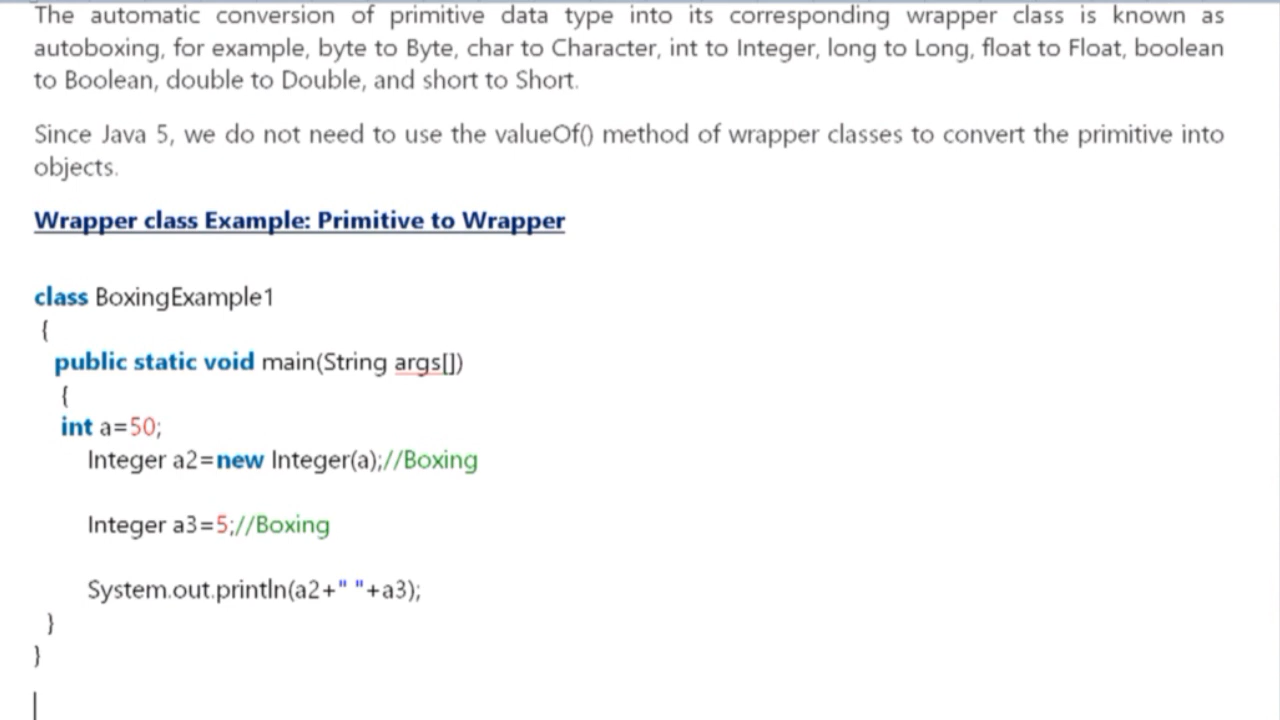 The automatic conversion of primitive data type into its corresponding wrapper class is known as
autoboxing, for example, byte to Byte, char to Character, int to Integer, long to Long, float to Float, boolean
to Boolean, double to Double, and short to Short.
Since Java 5, we do not need to use the valueOf() method of wrapper classes to convert the primitive into
objects.
Wrapper class Example: Primitive to Wrapper
class BoxingExample1
{
public static void main(String args[])
{
int a=50;
Integer a2=new Integer(a);//Boxing
Integer a3=5;//Boxing
System.out.println(a2+" "+a3);
}
}